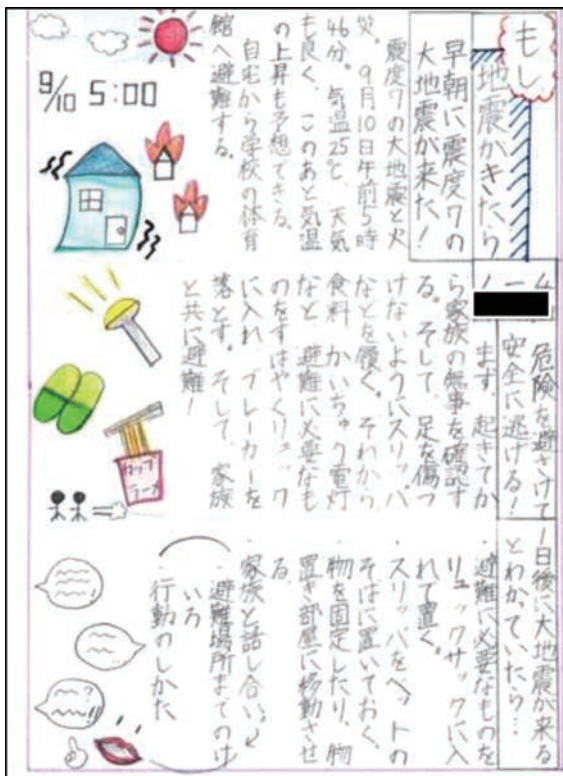 もし
地震がきたら
早朝に震度7の
大地震が来た!
震度7の大地震と火
災。9月10日午前5時
46分。気温25℃、天気
も良く、このあと気温
の上昇も予想できる。
自宅から学校の体育
館へ避難する。
9/10 5:00
危険を避さけて
安全に逃げる!
まず、起きてか
ら家族の無事を確認す
る。そして、足を傷つ
けないようにスリッパ
などを履く。それから
食料、かいちゅう電灯
など、避難に必要なも
のをすばやくリュック
に入れ、ブレーカーを
落とす。そして、家族
と共に避難!
カップ
ラーメン
1日後に大地震が来る
とわかっていたら…
避難に必要なものを
リュックサックに入
れて置く。
・スリッパをベットの
そばに置いておく。
・物を固定したり、物
置き部屋に移動させ
る。
・家族と話し合い。
避難場所までのけ
いろ
行動のしかた